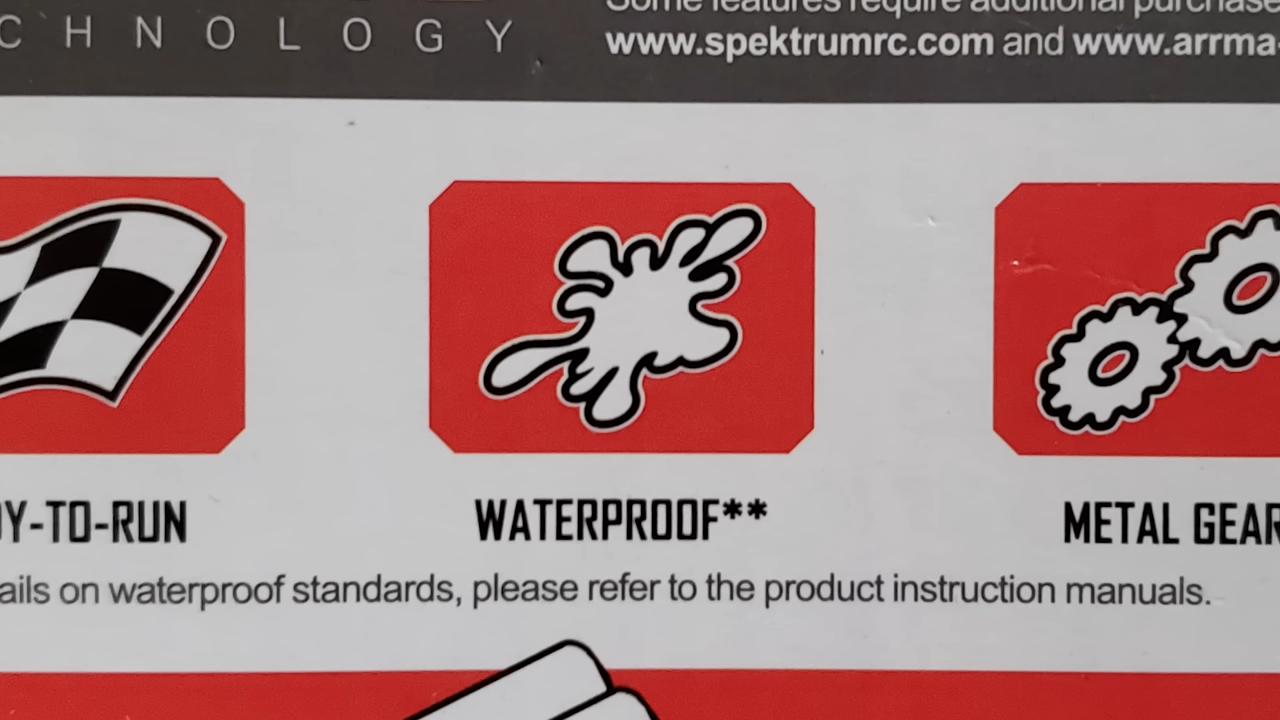 CHNOLOGY
Some features require additional purchase
www.spektrumrc.com and www.arrma-
Y-TO-RUN
WATERPROOF**
METAL GEAR
ails on waterproof standards, please refer to the product instruction manuals.